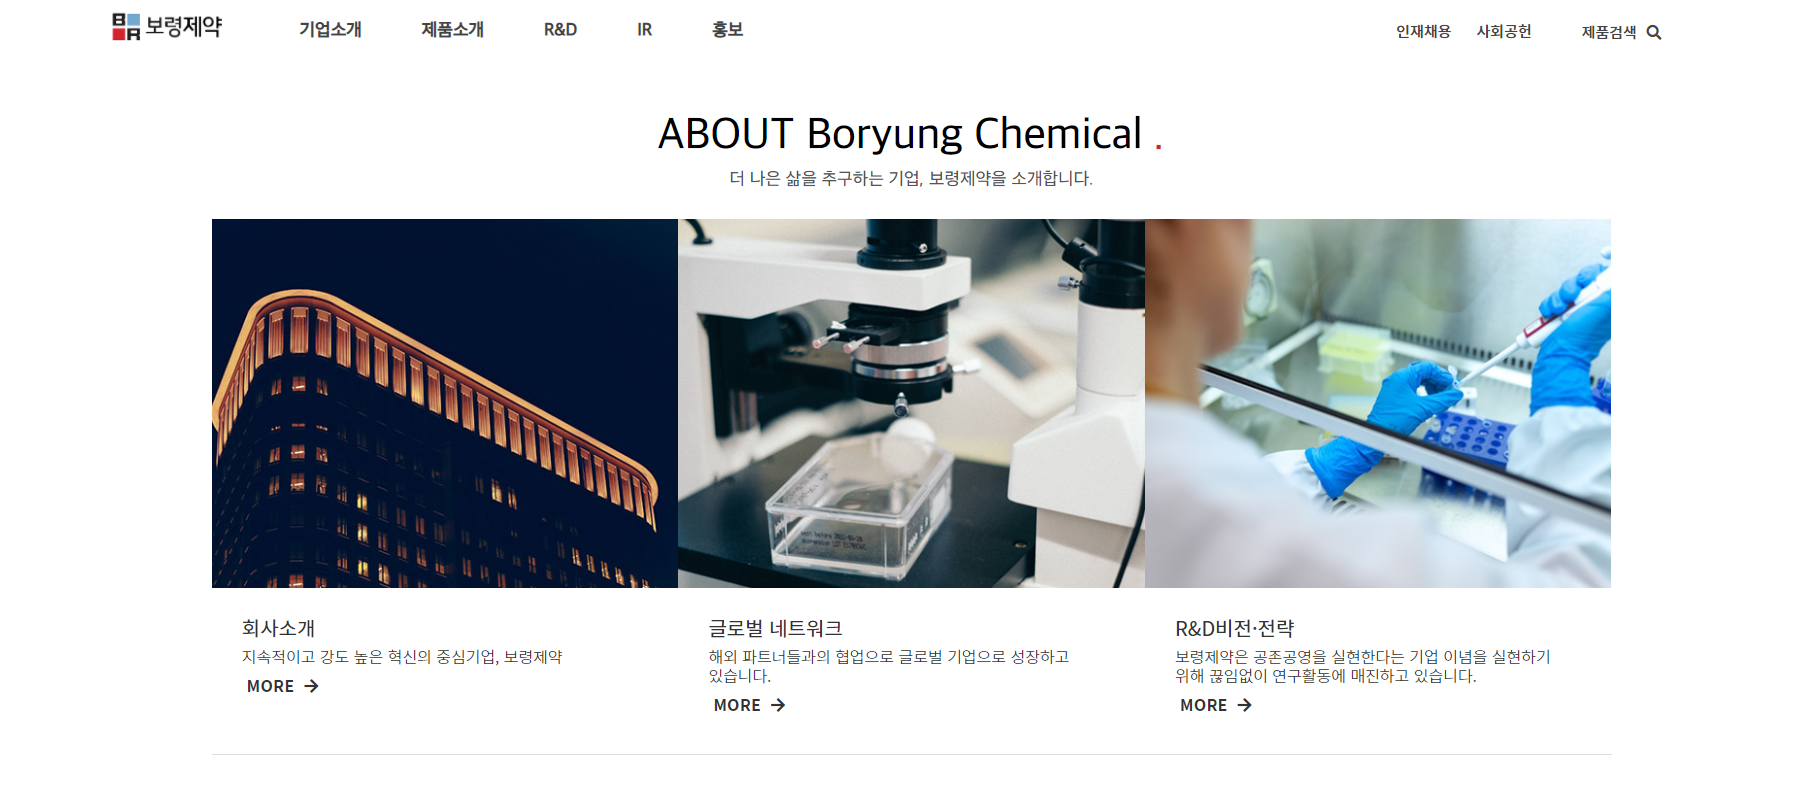 BR 보령제약
기업소개 제품소개 R&D IR 홍보
인재채용 사회공헌 제품검색
ABOUT Boryung Chemical .
더 나은 삶을 추구하는 기업, 보령제약을 소개합니다.
회사소개
지속적이고 강도 높은 혁신의 중심기업, 보령제약
MORE
글로벌 네트워크
해외 파트너들과의 협업으로 글로벌 기업으로 성장하고
있습니다.
MORE
R&D비전·전략
보령제약은 공존공영을 실현한다는 기업 이념을 실현하기
위해 끊임없이 연구활동에 매진하고 있습니다.
MORE